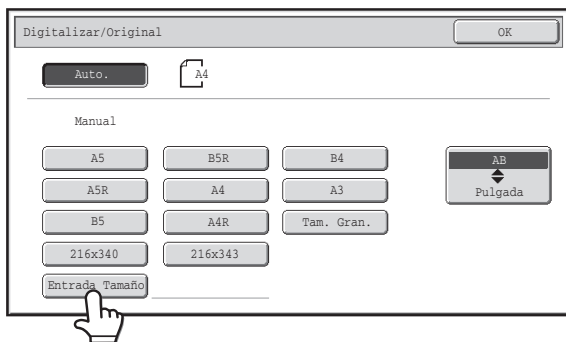 Digitalizar/Original OK
Auto. A4
Manual
A5 B5R B4 AB
A5R A4 A3 Pulgada
B5 A4R Tam. Gran.
216x340 216x343
Entrada Tamaño